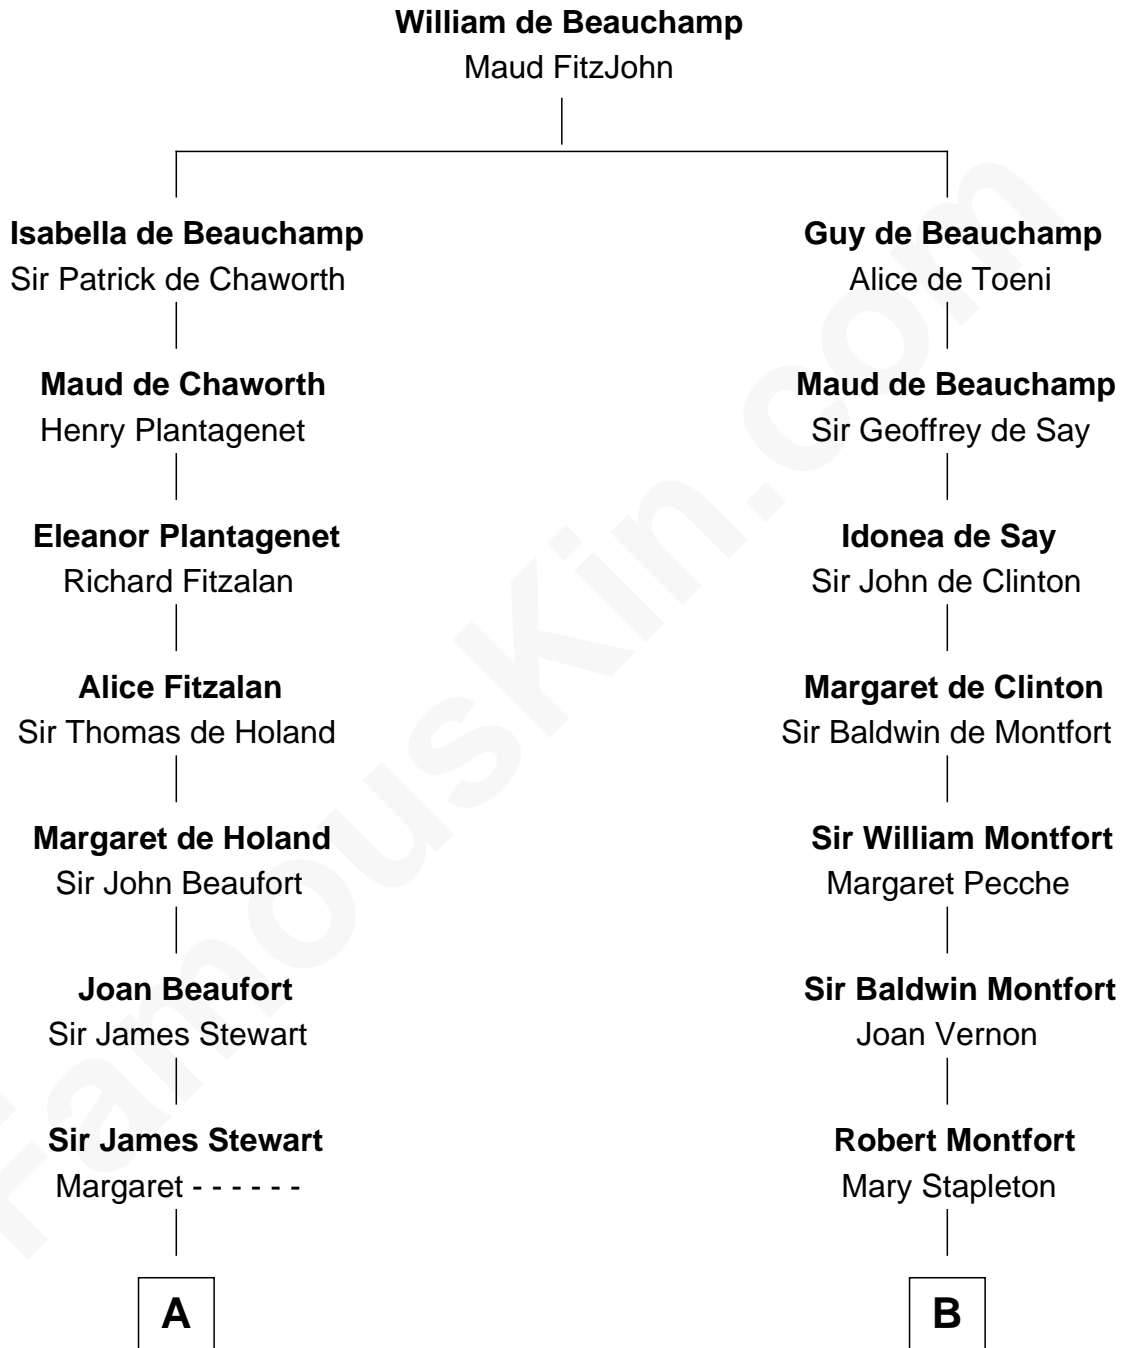 William de Beauchamp
Maud FitzJohn
Isabella de Beauchamp
Sir Patrick de Chaworth
Guy de Beauchamp
Alice de Toeni
Maud de Chaworth
Henry Plantagenet
Maud de Beauchamp
Sir Geoffrey de Say
Eleanor Plantagenet
Richard Fitzalan
Idonea de Say
Sir John de Clinton
Alice Fitzalan
Sir Thomas de Holand
Margaret de Clinton
Sir Baldwin de Montfort
Margaret de Holand
Sir John Beaufort
Sir William Montfort
Margaret Pecche
Joan Beaufort
Sir James Stewart
Sir Baldwin Montfort
Joan Vernon
Sir James Stewart
Margaret - - - - - -
Robert Montfort
Mary Stapleton
A
B
FamousKin.com